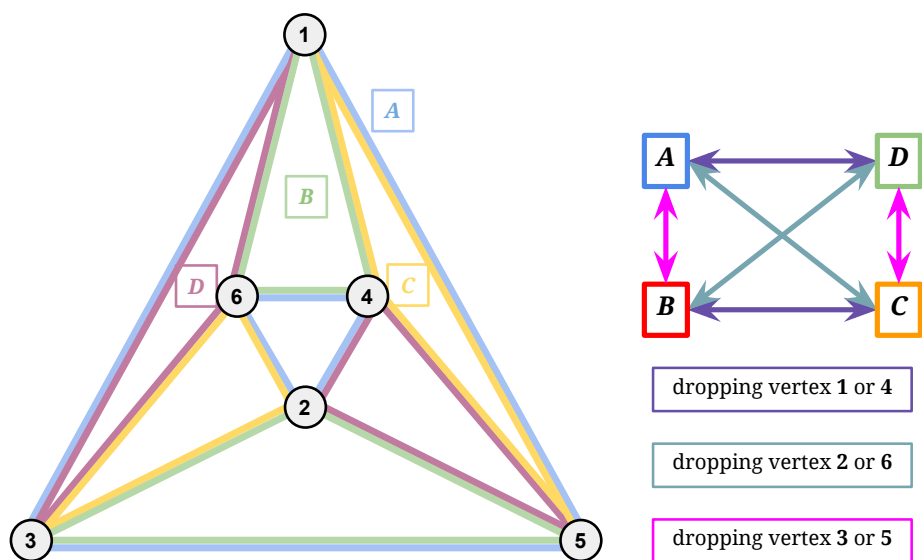 1
A
B
D
C
6
4
2
3
5
A
D
B
C
dropping vertex 1 or 4
dropping vertex 2 or 6
dropping vertex 3 or 5